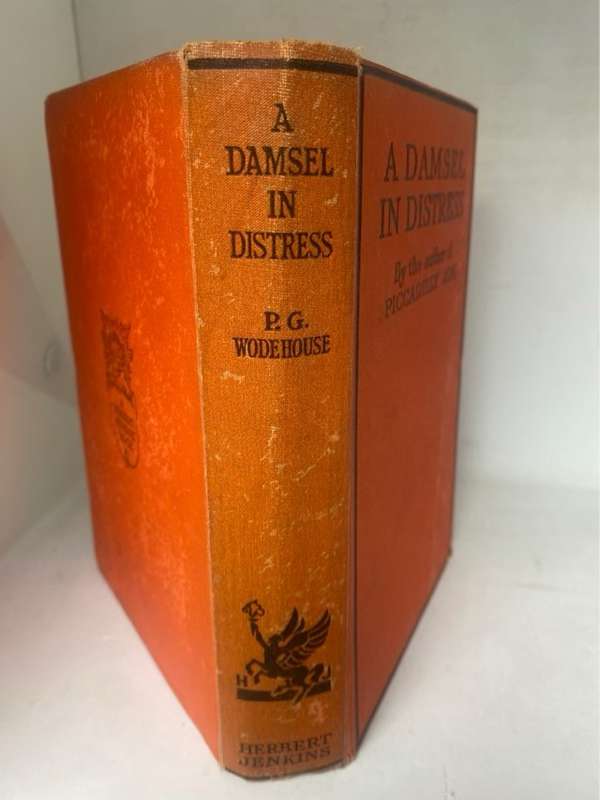 A
DAMSEL
IN
DISTRESS
P. G.
WODEHOUSE
H J
HERBERT
JENKINS
A DAMSEL
IN DISTRESS
By the author of
PICCADILLY JIM